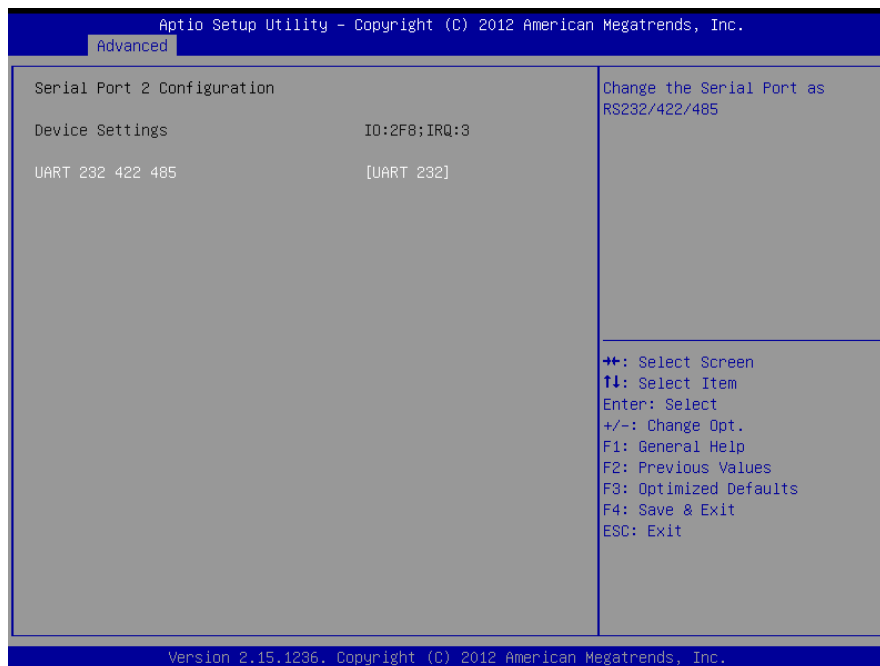 Aptio Setup Utility – Copyright (C) 2012 American Megatrends, Inc.
Advanced
Serial Port 2 Configuration
Device Settings IO:2F8;IRQ:3
UART 232 422 485 [UART 232]
Change the Serial Port as
RS232/422/485
→←: Select Screen
↑↓: Select Item
Enter: Select
+/-: Change Opt.
F1: General Help
F2: Previous Values
F3: Optimized Defaults
F4: Save & Exit
ESC: Exit
Version 2.15.1236. Copyright (C) 2012 American Megatrends, Inc.